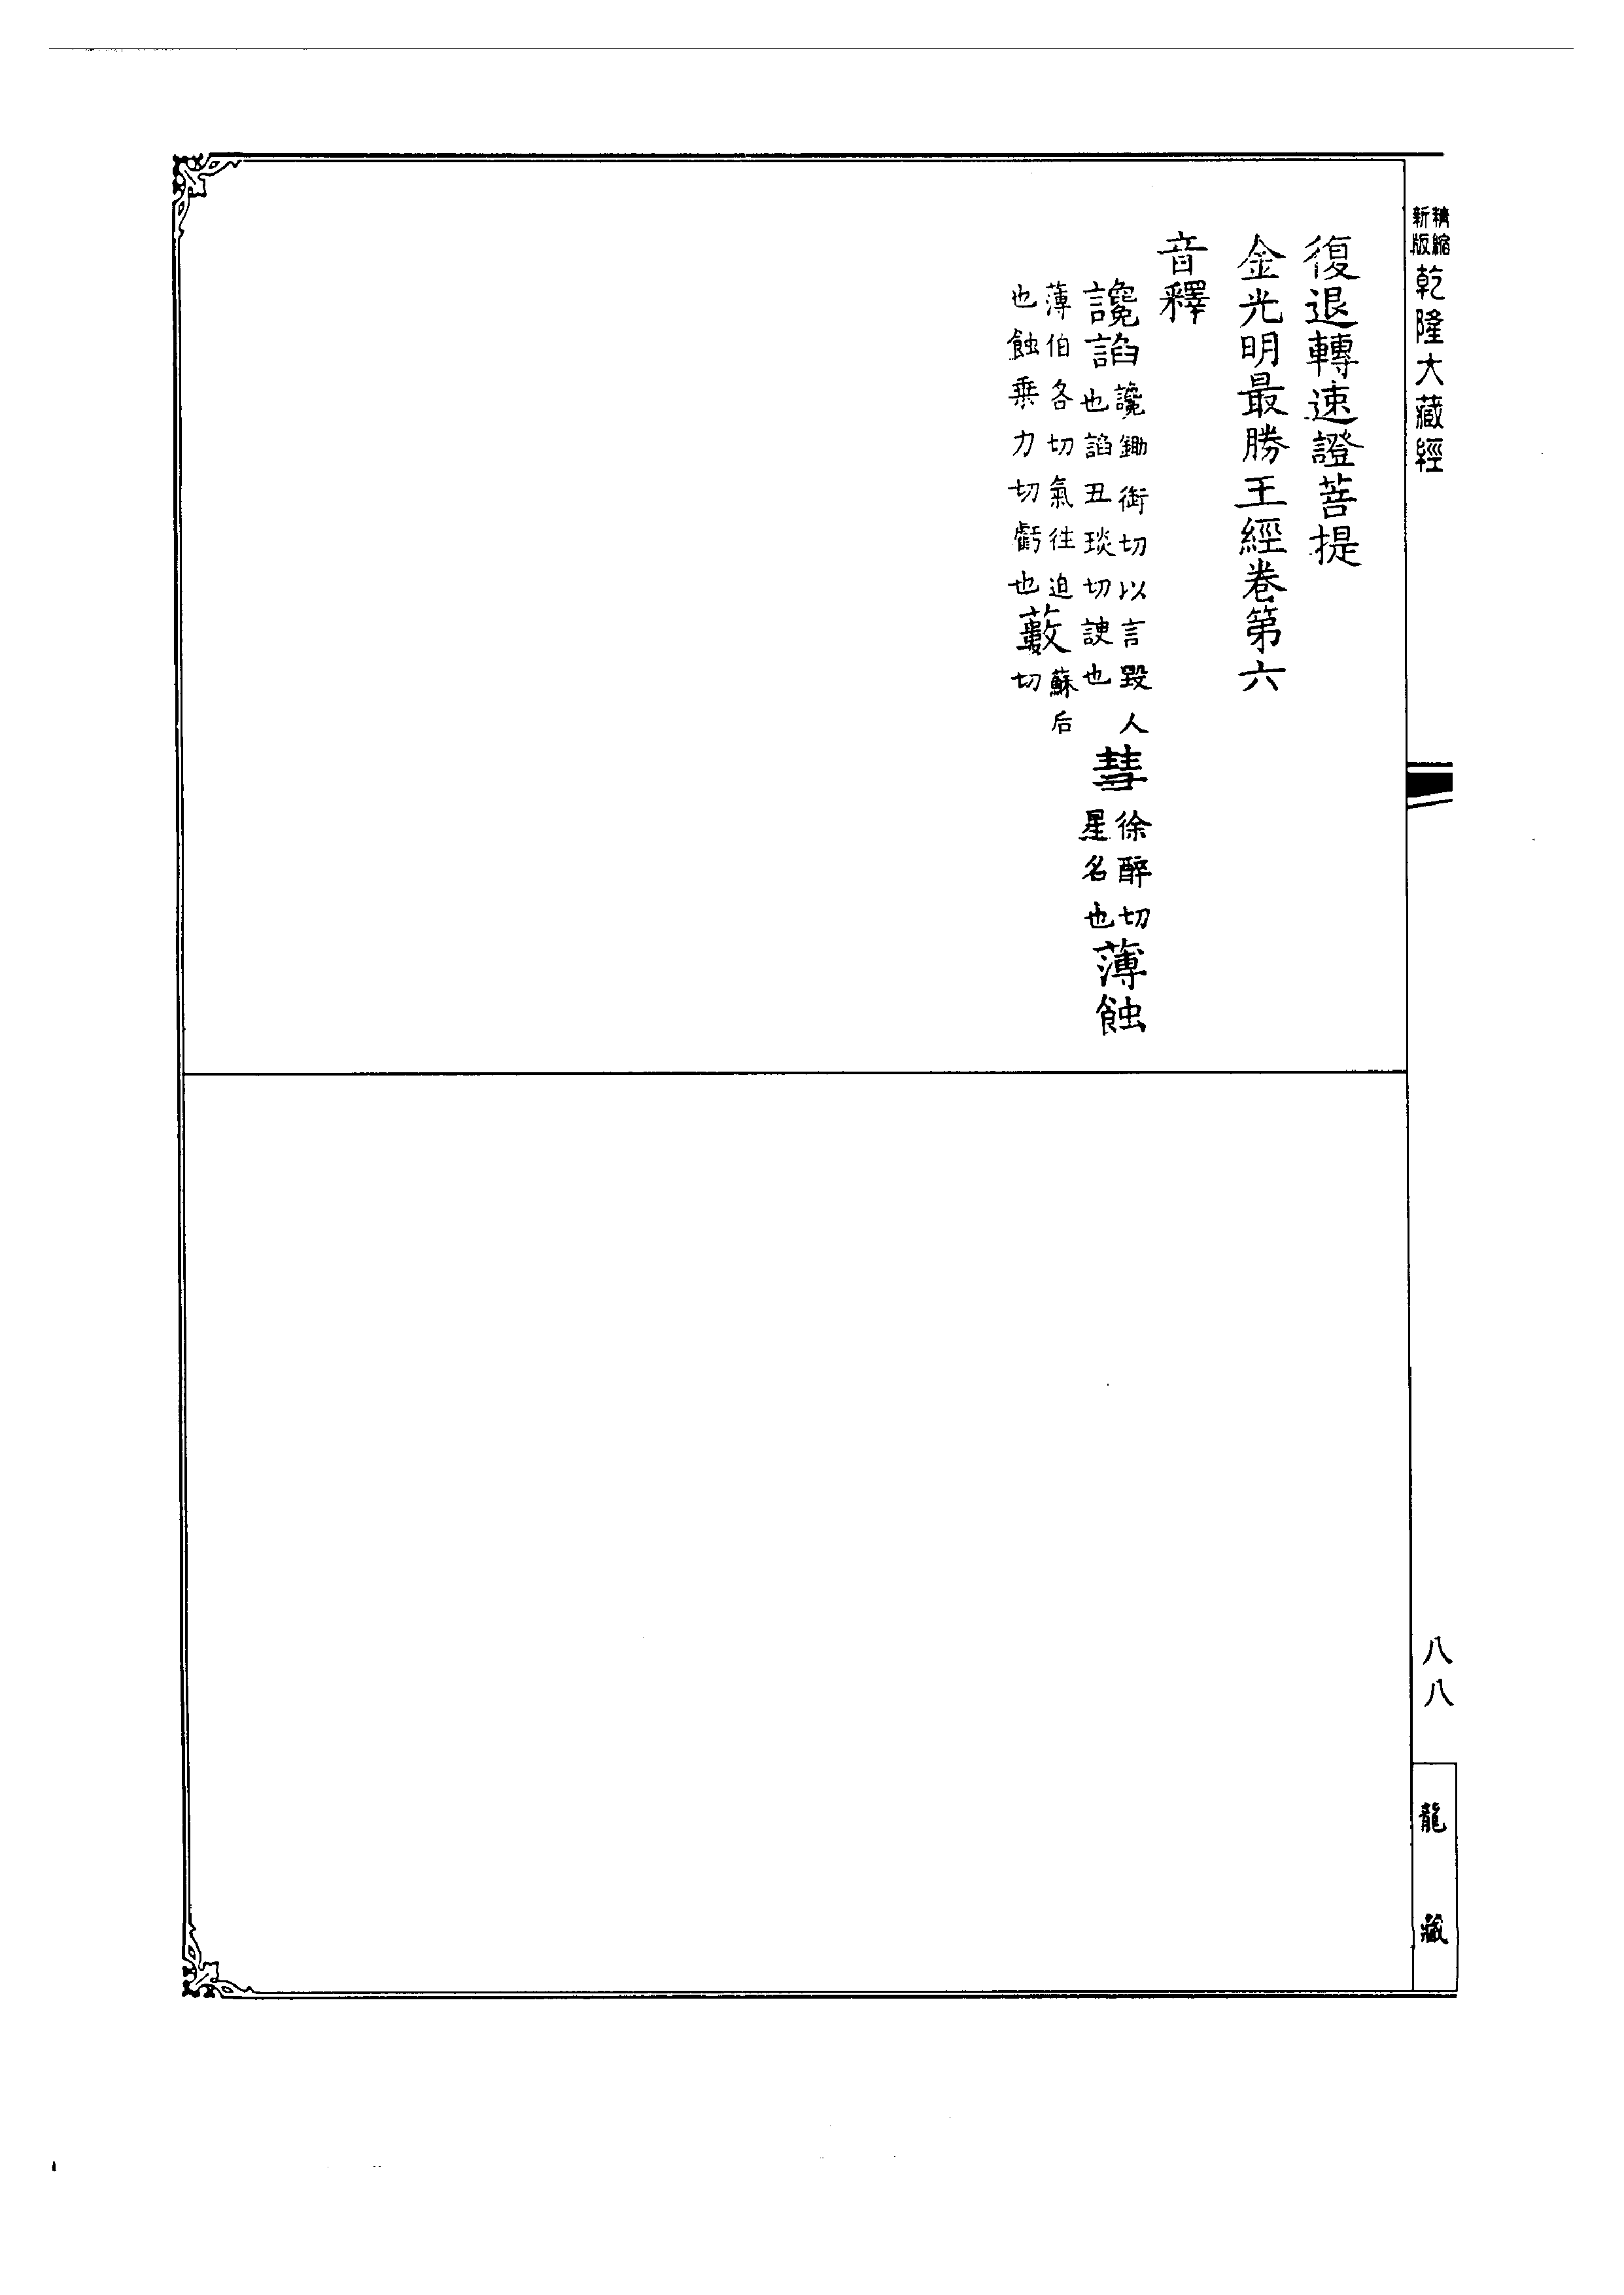 精縮新版乾隆大藏經
復退轉速證菩提
金光明最勝王經卷第六
音釋
讒諂讒鋤銜切以言毀人也諂丑琰切諛也彗徐醉切星名也薄蝕
薄伯各切氣往迫也蝕乗力切虧也藪蘇后切
八八
龍藏